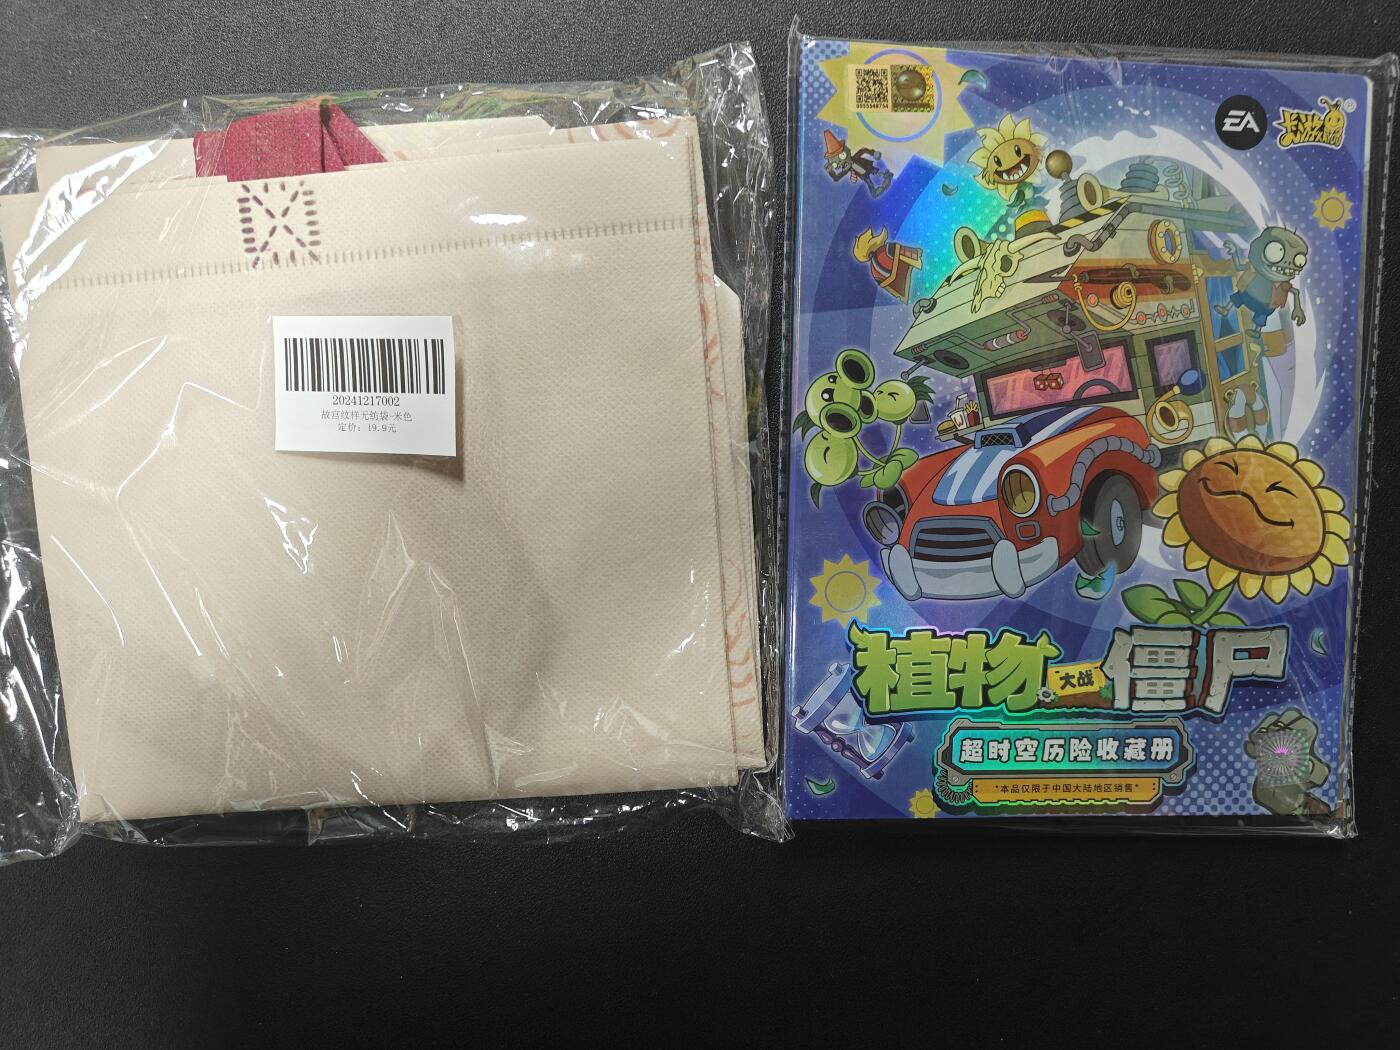 20241217002
故宫纹样无纺袋-米色
定价：19.9元
0955548754
EA
卡游
®
W
植物大战僵尸
超时空历险收藏册
*本品仅限于中国大陆地区销售*